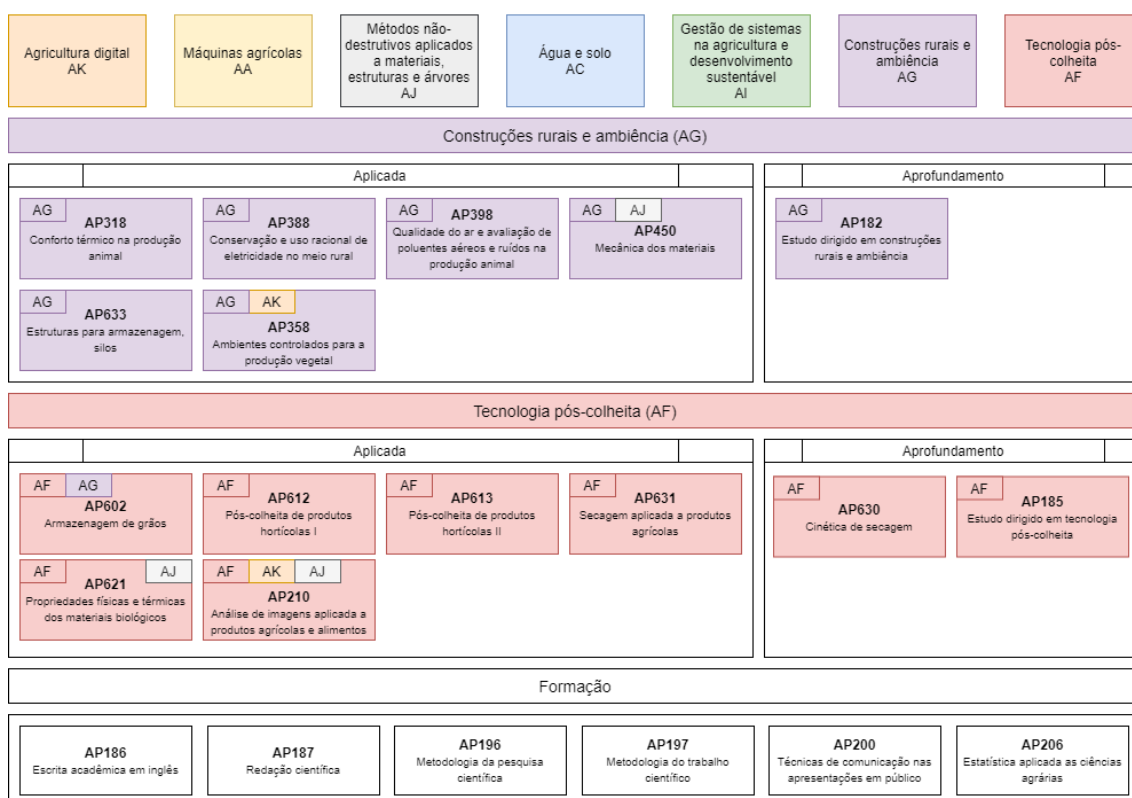 Agricultura digital
AK
Máquinas agrícolas
AA
Métodos não-
destrutivos aplicados
a materiais,
estruturas e árvores
AJ
Água e solo
AC
Gestão de sistemas
na agricultura e
desenvolvimento
sustentável
AI
Construções rurais e
ambiência
AG
Tecnologia pós-
colheita
AF
Construções rurais e ambiência (AG)
Aplicada
AG
AP318
Conforto térmico na produção
animal
AG
AP388
Conservação e uso racional de
eletricidade no meio rural
AG
AP398
Qualidade do ar e avaliação de
poluentes aéreos e ruídos na
produção animal
AG
AJ
AP450
Mecânica dos materiais
AG
AP633
Estruturas para armazenagem,
silos
AG
AK
AP358
Ambientes controlados para a
produção vegetal
Aprofundamento
AG
AP182
Estudo dirigido em construções
rurais e ambiência
Tecnologia pós-colheita (AF)
Aplicada
AF
AG
AP602
Armazenagem de grãos
AF
AP612
Pós-colheita de produtos
hortícolas I
AF
AP613
Pós-colheita de produtos
hortícolas II
AF
AP631
Secagem aplicada a produtos
agrícolas
AF
AJ
AP621
Propriedades físicas e térmicas
dos materiais biológicos
AF
AK
AJ
AP210
Análise de imagens aplicada a
produtos agrícolas e alimentos
Aprofundamento
AF
AP630
Cinética de secagem
AF
AP185
Estudo dirigido em tecnologia
pós-colheita
Formação
AP186
Escrita acadêmica em inglês
AP187
Redação científica
AP196
Metodologia da pesquisa
científica
AP197
Metodologia do trabalho
científico
AP200
Técnicas de comunicação nas
apresentações em público
AP206
Estatística aplicada as ciências
agrárias